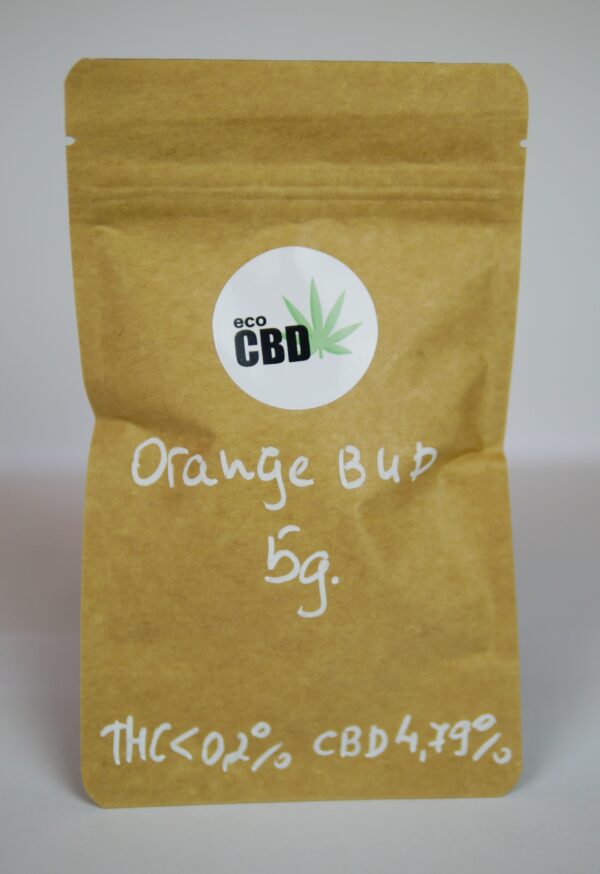 eco
CBD
Orange BUD
5g.
THC<0,2% CBD 4,79%